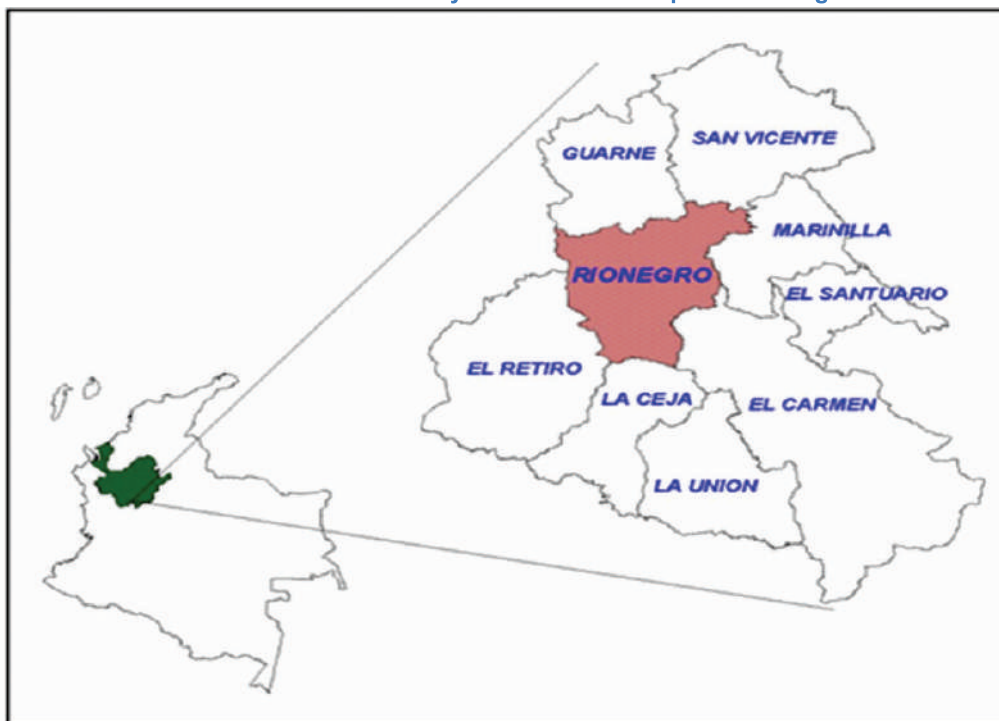 SAN VICENTE
GUARNE
MARINILLA
RIONEGRO
EL SANTUARIO
EL RETIRO
LA CEJA
EL CARMEN
LA UNION